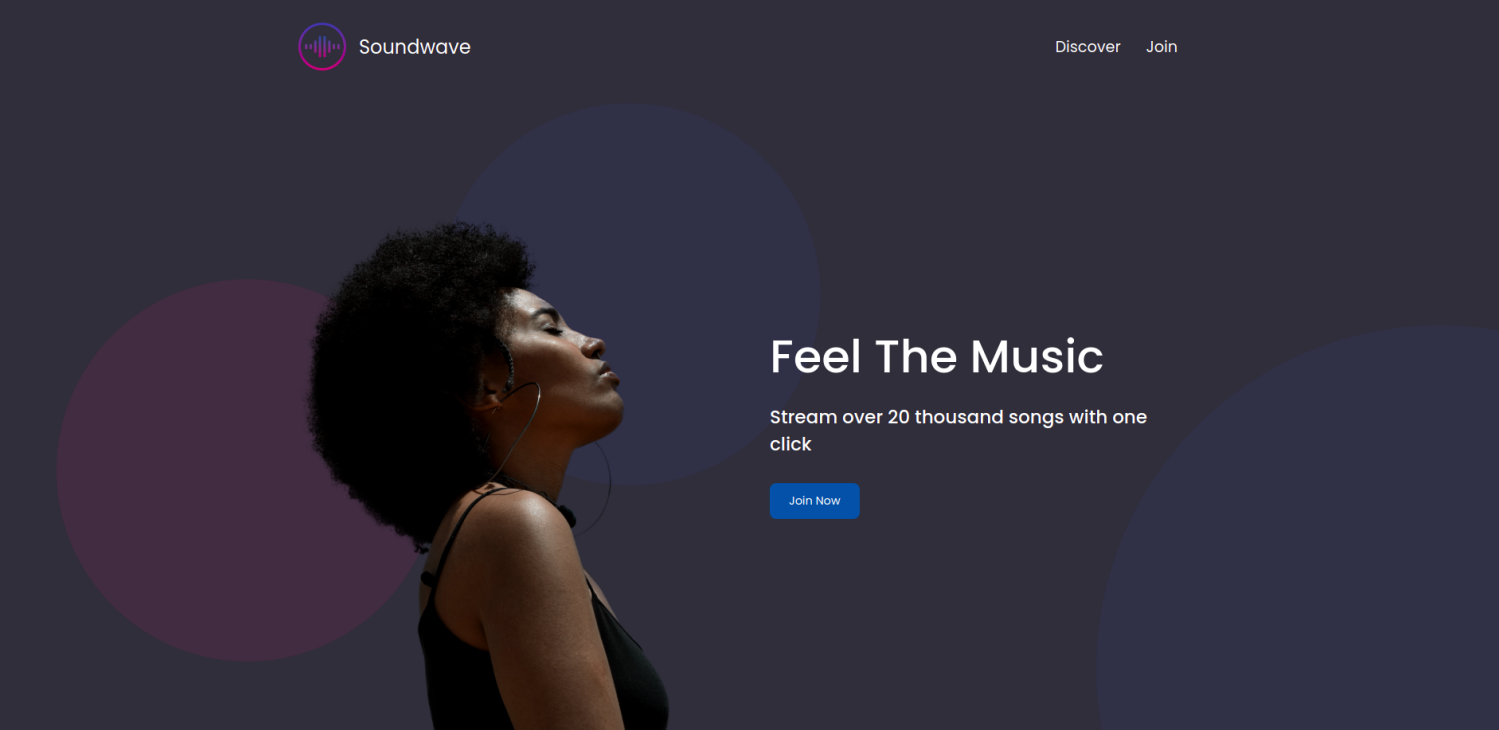 Soundwave
Discover
Join
Feel The Music
Stream over 20 thousand songs with one
click
Join Now